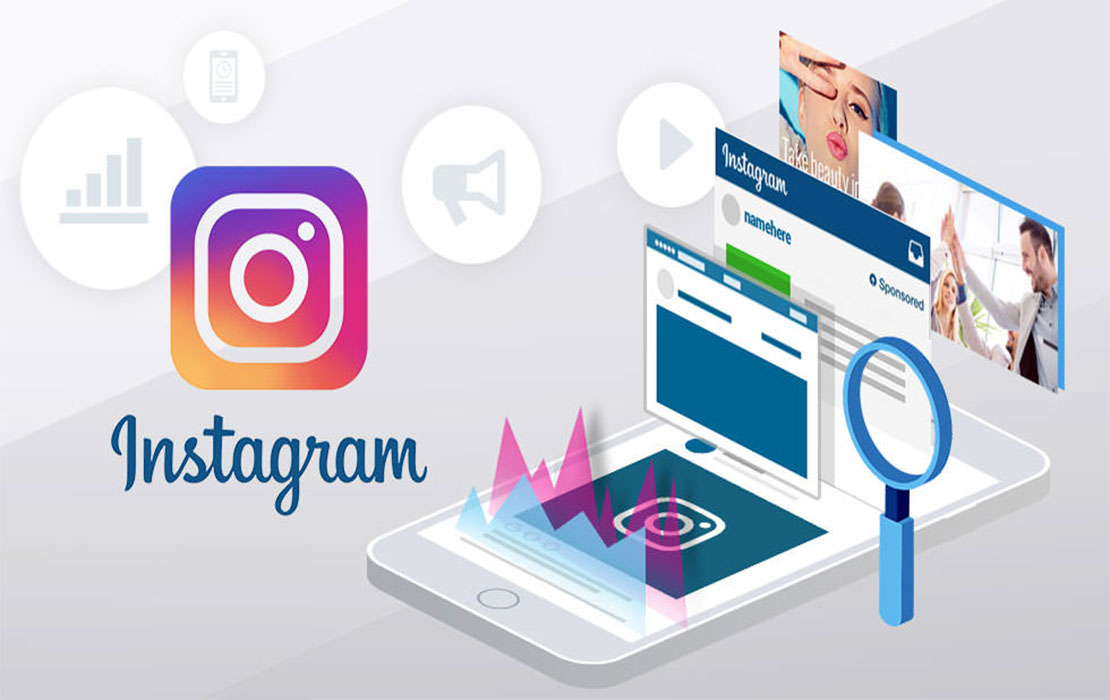 Instagram
Take beauty in
Instagram
namehere
Sponsored